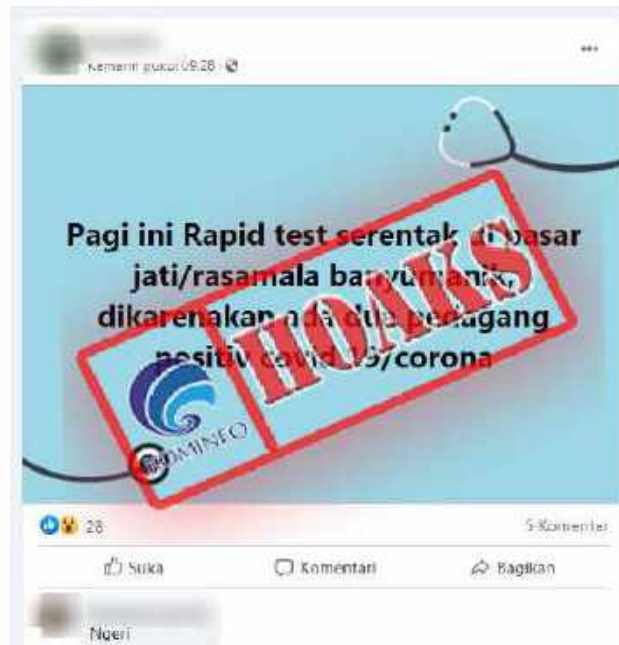 Kemarin pukul 09.28
Pagi ini Rapid test serentak di pasar
jati/rasamala banyumanik,
dikarenakan ada dua pedagang
positiv covid 19/corona
HOAKS
KOMINFO
28
5 Komentar
Suka
Komentari
Bagikan
Ngeri